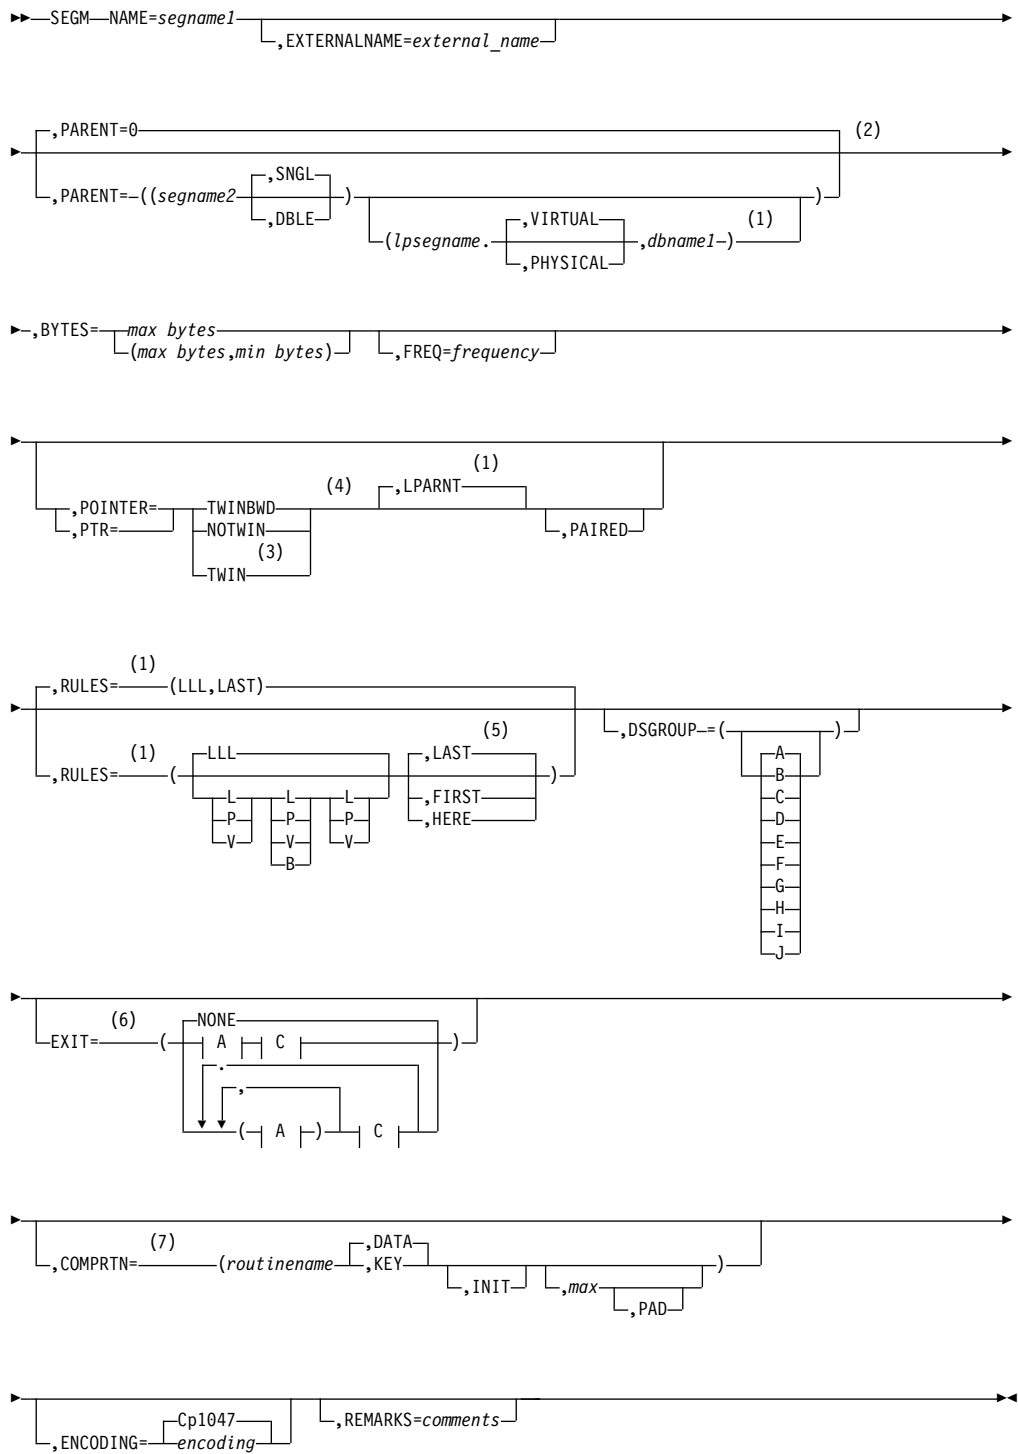 SEGM NAME=segname1
,EXTERNALNAME=external_name
,PARENT=0 (2)
,PARENT= ((segname2 ,SNGL )
,DBLE
(lpsegname. ,VIRTUAL ,dbname1 ) (1) )
,PHYSICAL
,BYTES= max bytes
(max bytes,min bytes)
,FREQ=frequency
(1)
(4) ,LPARNT
,POINTER= TWINBWD
,PTR= NOTWIN ,PAIRED
(3)
TWIN
(1)
,RULES= (LLL,LAST)
(1) (5)
,RULES= ( LLL ,LAST )
L L L ,FIRST
P P P ,HERE
V V V
B
,DSGROUP =( )
A
B
C
D
E
F
G
H
I
J
(6) NONE
EXIT= ( A C )
.
,
( A ) C
(7) ,DATA
,COMPRTN= (routinename ,KEY )
,INIT ,max
,PAD
Cp1047
,ENCODING= encoding
,REMARKS=comments